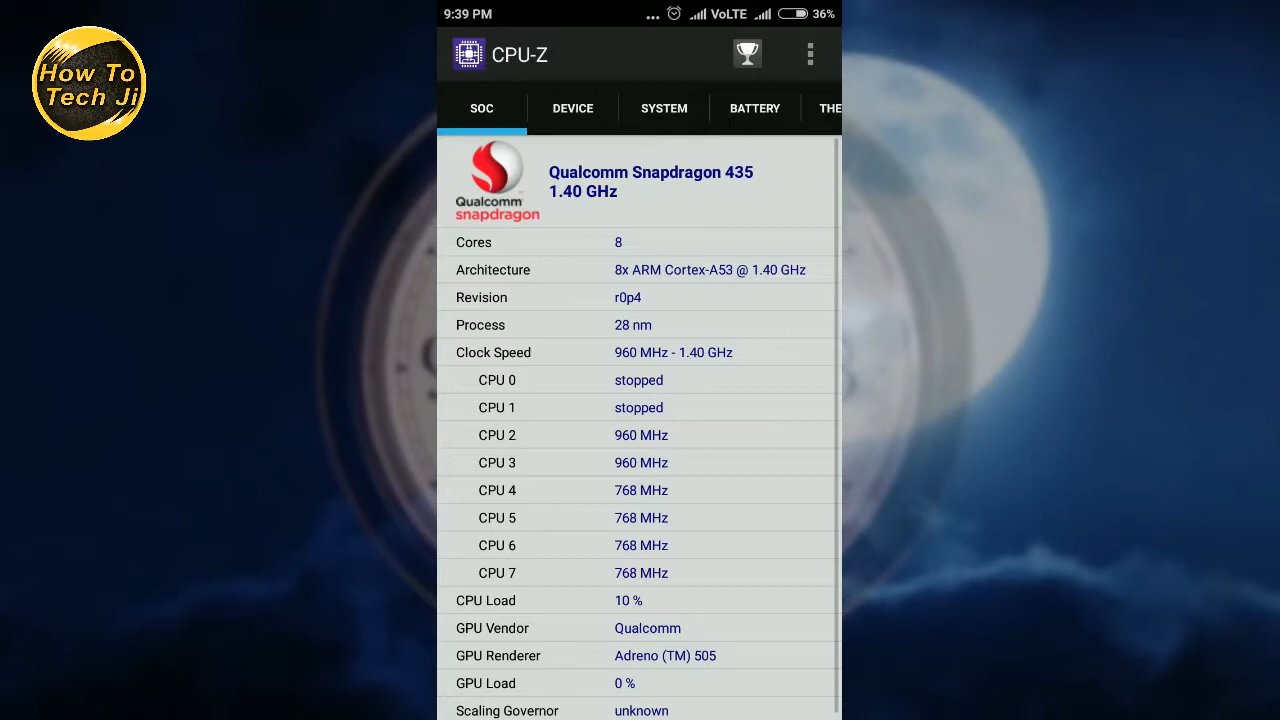 How To
Tech Ji
9:39 PM ... VoLTE 36%
CPU-Z
SOC DEVICE SYSTEM BATTERY THE
Qualcomm snapdragon
Qualcomm Snapdragon 435
1.40 GHz
Cores 8
Architecture 8x ARM Cortex-A53 @ 1.40 GHz
Revision r0p4
Process 28 nm
Clock Speed 960 MHz - 1.40 GHz
CPU 0 stopped
CPU 1 stopped
CPU 2 960 MHz
CPU 3 960 MHz
CPU 4 768 MHz
CPU 5 768 MHz
CPU 6 768 MHz
CPU 7 768 MHz
CPU Load 10 %
GPU Vendor Qualcomm
GPU Renderer Adreno (TM) 505
GPU Load 0 %
Scaling Governor unknown